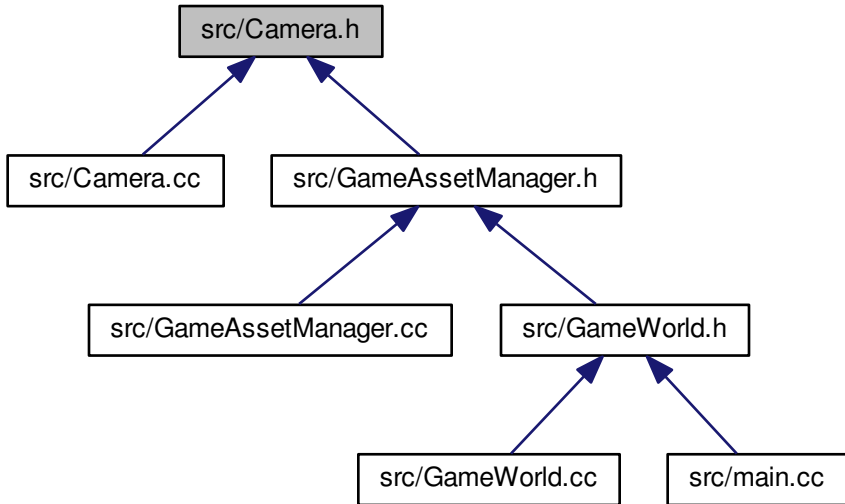 src/Camera.h
src/Camera.cc
src/GameAssetManager.h
src/GameAssetManager.cc
src/GameWorld.h
src/GameWorld.cc
src/main.cc